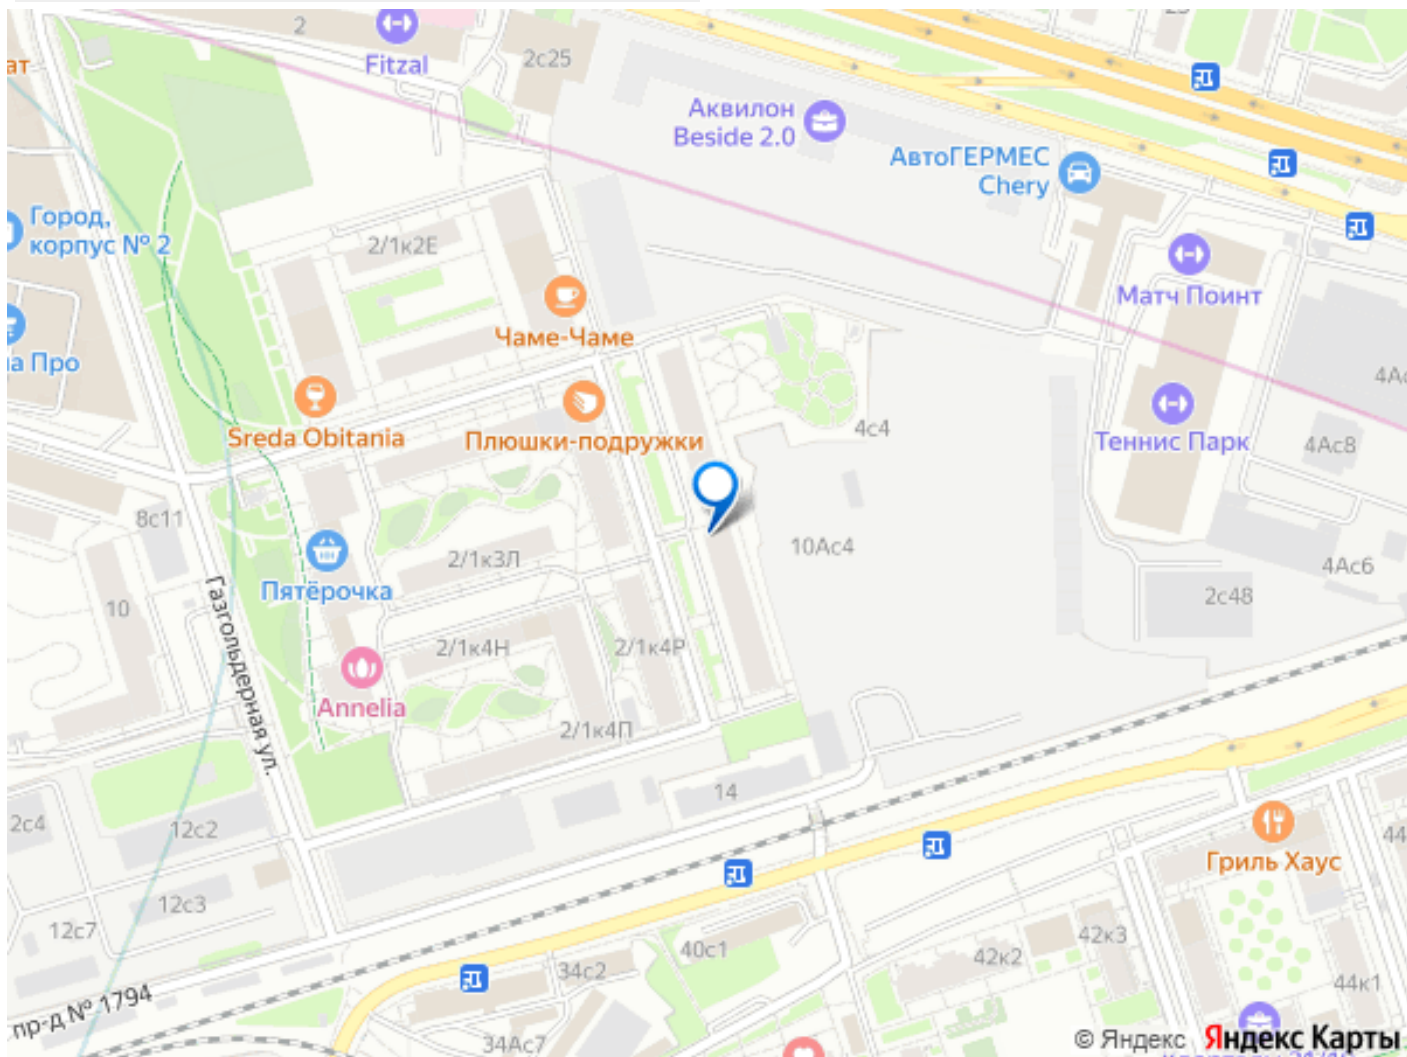 2
Fitzal
2с25
ат
Аквилон
Beside 2.0
АвтоГЕРМЕС
Chery
Город,
корпус № 2
2/1к2Е
Матч Поинт
Чаме-Чаме
а Про
Sreda Obitania
Плюшки-подружки
4с4
Теннис Парк
4Ас8
8с11
10Ас4
2/1к3Л
Пятёрочка
4Ас6
2с48
10
Газгольдерная ул.
2/1к4Н
2/1к4Р
Annelia
2/1к4П
14
2с4
12с2
Гриль Хаус
44
12с3
12с7
40с1
42к3
42к2
34с2
44к1
пр-д № 1794
34Ас7
© Яндекс Яндекс Карты